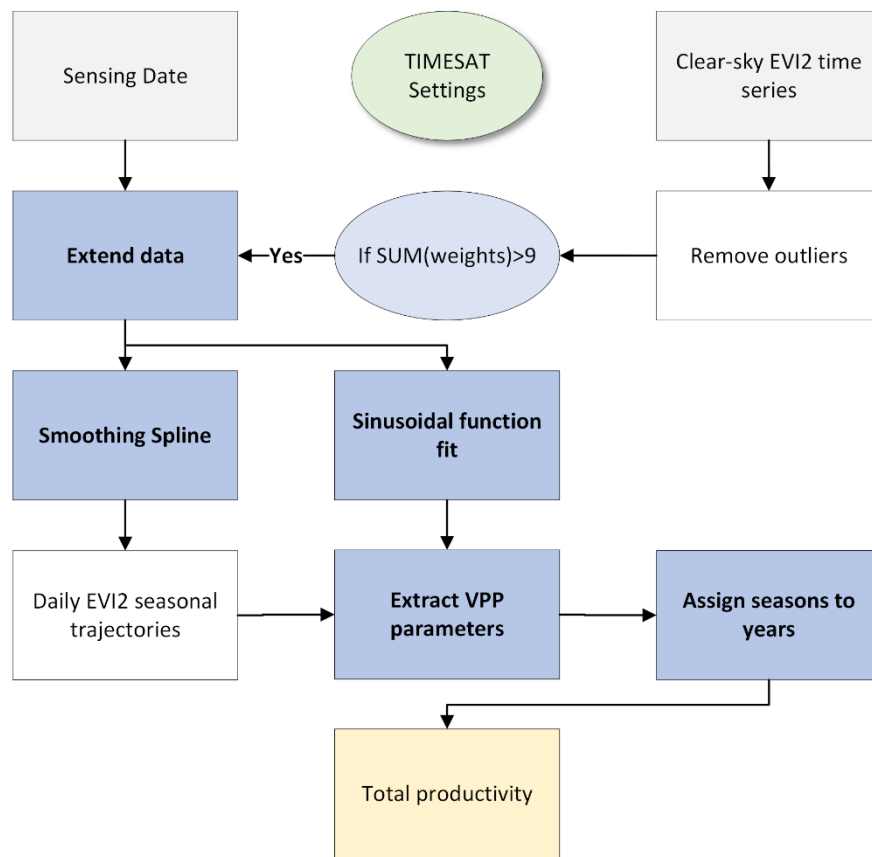 Sensing Date
TIMESAT
Settings
Clear-sky EVI2 time
series
Extend data
Yes
If SUM(weights)>9
Remove outliers
Smoothing Spline
Sinusoidal function
fit
Daily EVI2 seasonal
trajectories
Extract VPP
parameters
Assign seasons to
years
Total productivity